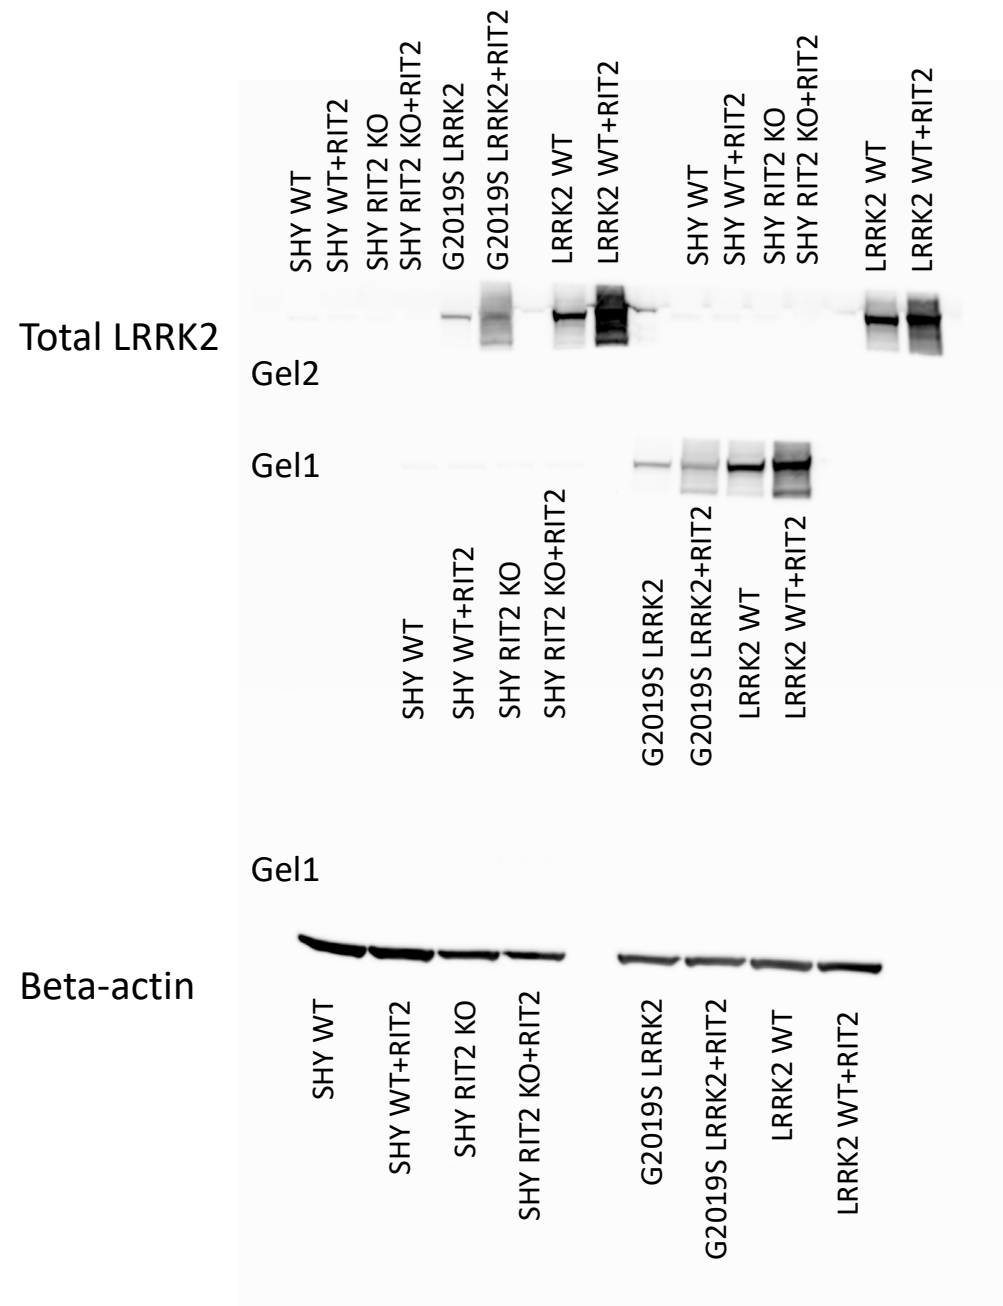 SHY WT
SHY WT+RIT2
SHY RIT2 KO
SHY RIT2 KO+RIT2
G2019S LRRK2
G2019S LRRK2+RIT2
LRRK2 WT
LRRK2 WT+RIT2
SHY WT
SHY WT+RIT2
SHY RIT2 KO
SHY RIT2 KO+RIT2
LRRK2 WT
LRRK2 WT+RIT2
Total LRRK2
Gel2
Gel1
SHY WT
SHY WT+RIT2
SHY RIT2 KO
SHY RIT2 KO+RIT2
G2019S LRRK2
G2019S LRRK2+RIT2
LRRK2 WT
LRRK2 WT+RIT2
Gel1
Beta-actin
SHY WT
SHY WT+RIT2
SHY RIT2 KO
SHY RIT2 KO+RIT2
G2019S LRRK2
G2019S LRRK2+RIT2
LRRK2 WT
LRRK2 WT+RIT2